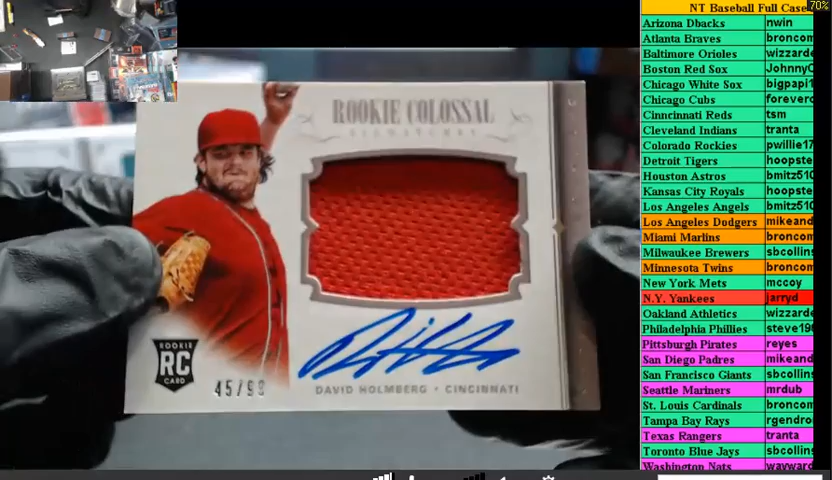 NT Baseball Full Case
70%
Arizona Dbacks nwin
Atlanta Braves broncom
Baltimore Orioles wizzarde
Boston Red Sox JohnnyC
Chicago White Sox bigpapi1
Chicago Cubs foreverc
Cinncincati Reds tsm
Cleveland Indians tranta
Colorado Rockies pwillie17
Detroit Tigers hoopste
Houston Astros bmitz510
Kansas City Royals hoopste
Los Angeles Angels bmitz510
Los Angeles Dodgers mikeand
Miami Marlins broncom
Milwaukee Brewers sbcollins
Minnesota Twins broncom
New York Mets mccoy
N.Y. Yankees jarryd
Oakland Athletics wizzarde
Philadelphia Phillies steve19
Pittsburgh Pirates reyes
San Diego Padres mikeand
San Francisco Giants sbcollins
Seattle Mariners mrdub
St. Louis Cardinals broncom
Tampa Bay Rays rgendro
Texas Rangers tranta
Toronto Blue Jays sbcollins
Washington Nats wayward
ROOKIE COLOSSAL
SIGNATURES
ROOKIE
RC
CARD
45/99
DAVID HOLMBERG • CINCINNATI